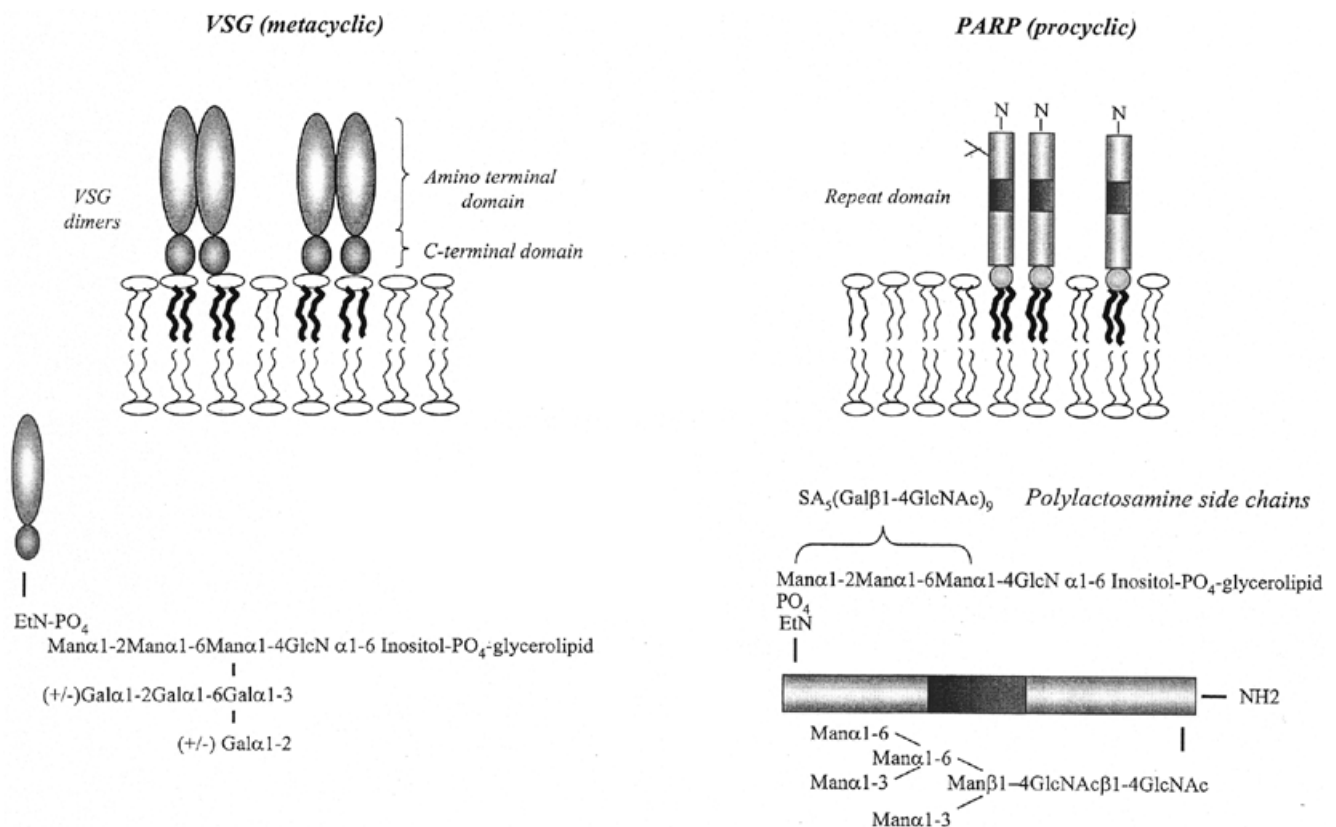 VSG (metacyclic)
VSG
dimers
Amino terminal
domain
C-terminal domain
EtN-PO₄
Manα1-2Manα1-6Manα1-4GlcN α1-6 Inositol-PO₄-glycerolipid
(+/-)Galα1-2Galα1-6Galα1-3
(+/-) Galα1-2
PARP (procyclic)
N N N
Repeat domain
SA₅(Galβ1-4GlcNAc)₉ Polylactosamine side chains
Manα1-2Manα1-6Manα1-4GlcN α1-6 Inositol-PO₄-glycerolipid
PO₄
EtN
NH2
Manα1-6
Manα1-6
Manα1-3
Manβ1-4GlcNAcβ1-4GlcNAc
Manα1-3